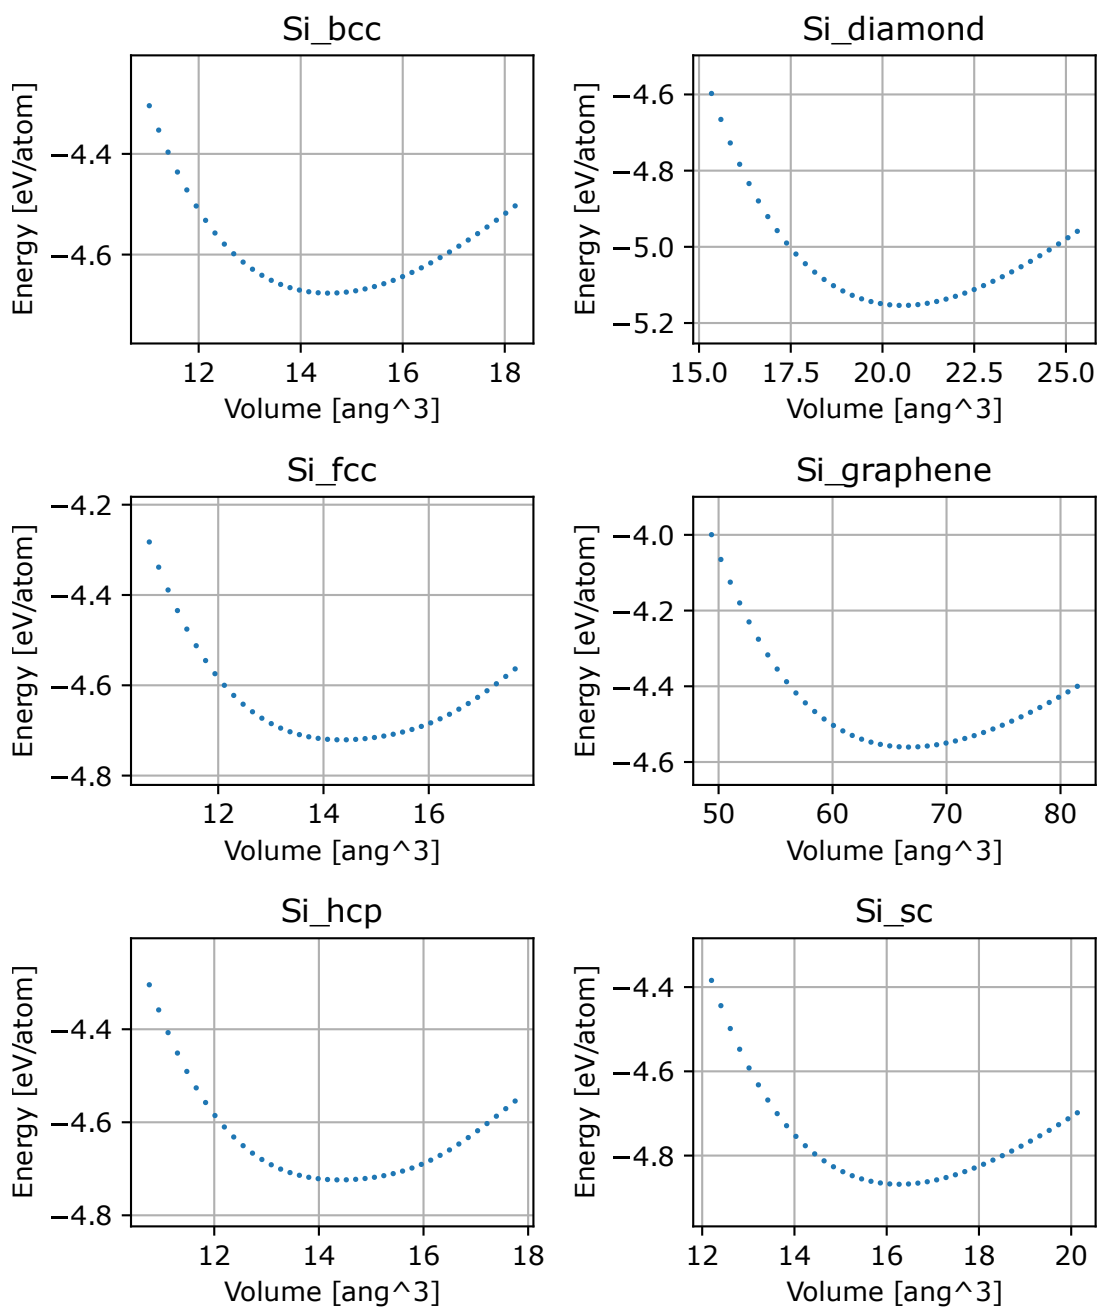 Si_bcc
Energy [eV/atom]
−4.4
−4.6
12 14 16 18
Volume [ang^3]
Si_diamond
Energy [eV/atom]
−4.6
−4.8
−5.0
−5.2
15.0 17.5 20.0 22.5 25.0
Volume [ang^3]
Si_fcc
Energy [eV/atom]
−4.2
−4.4
−4.6
−4.8
12 14 16
Volume [ang^3]
Si_graphene
Energy [eV/atom]
−4.0
−4.2
−4.4
−4.6
50 60 70 80
Volume [ang^3]
Si_hcp
Energy [eV/atom]
−4.4
−4.6
−4.8
12 14 16 18
Volume [ang^3]
Si_sc
Energy [eV/atom]
−4.4
−4.6
−4.8
12 14 16 18 20
Volume [ang^3]